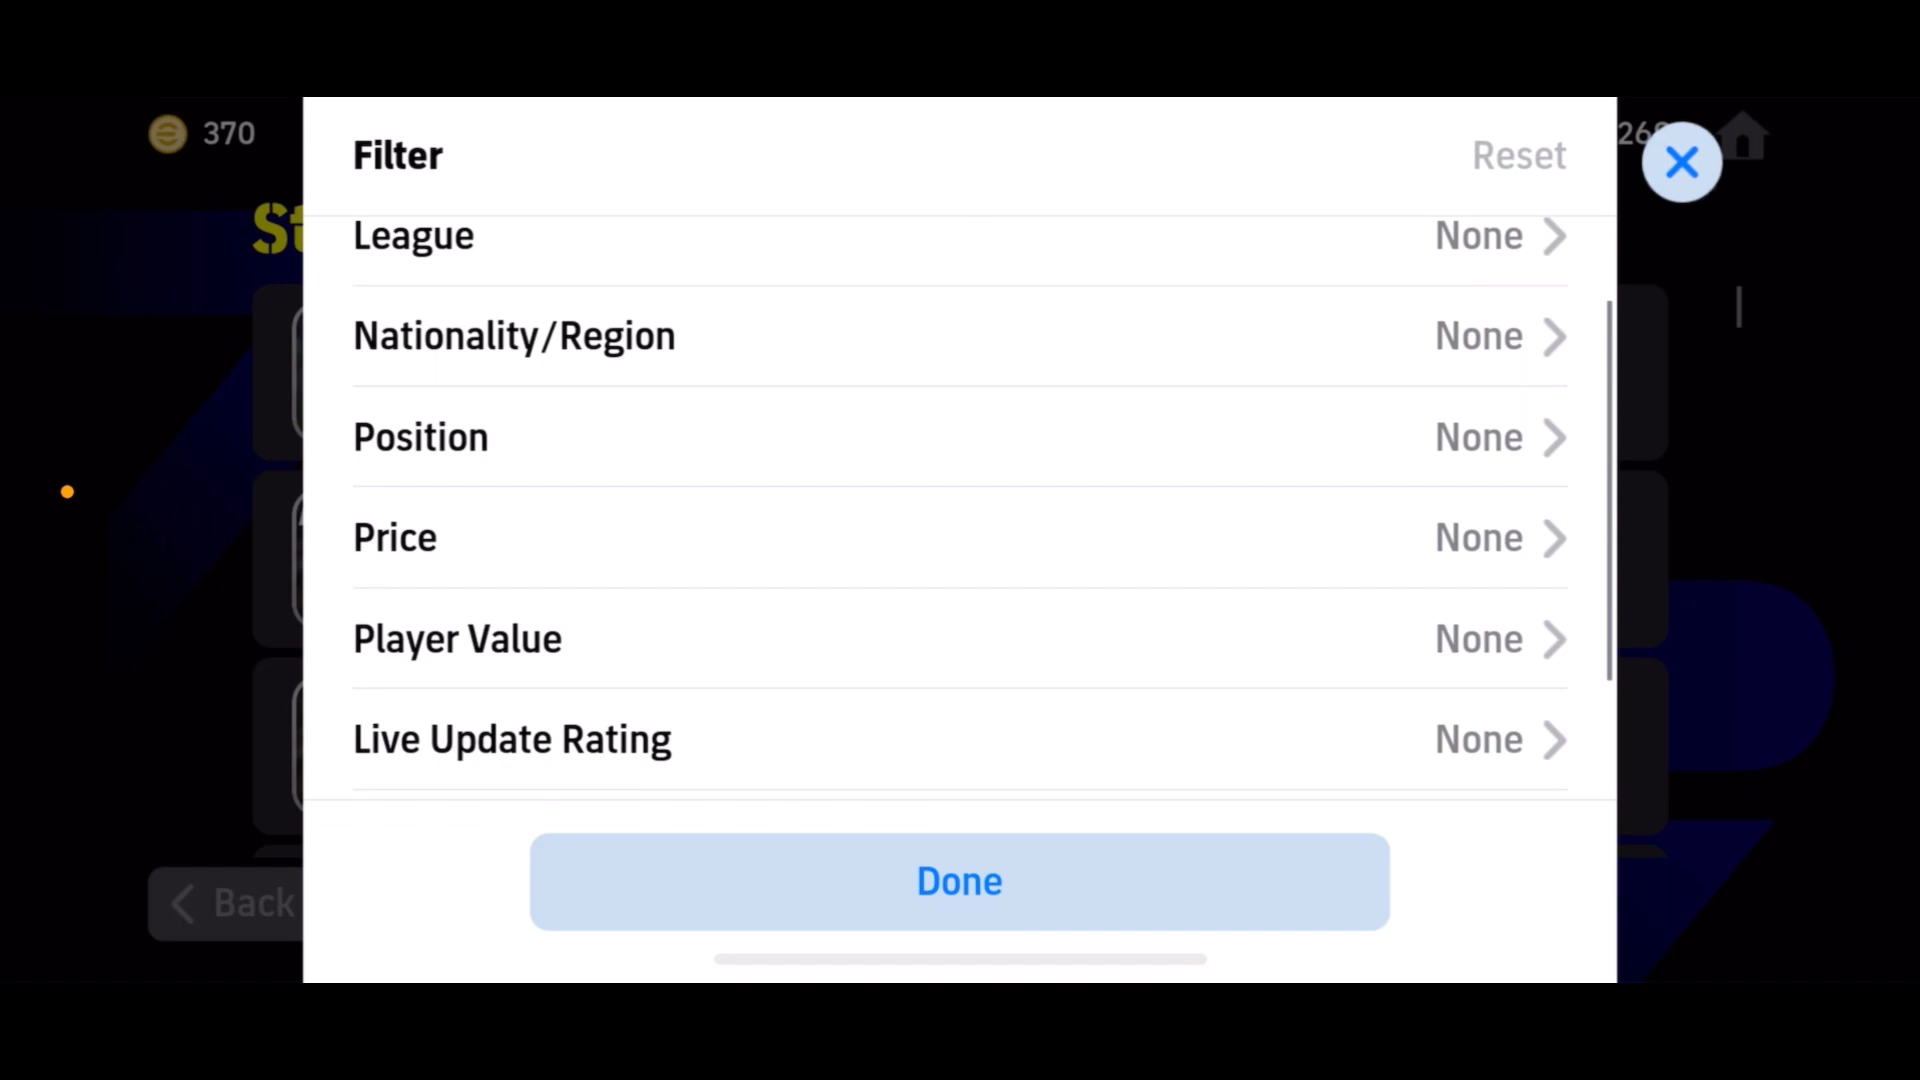 370
Filter
Reset
St
League
None
Nationality/Region
None
Position
None
Price
None
Player Value
None
Live Update Rating
None
Done
Back